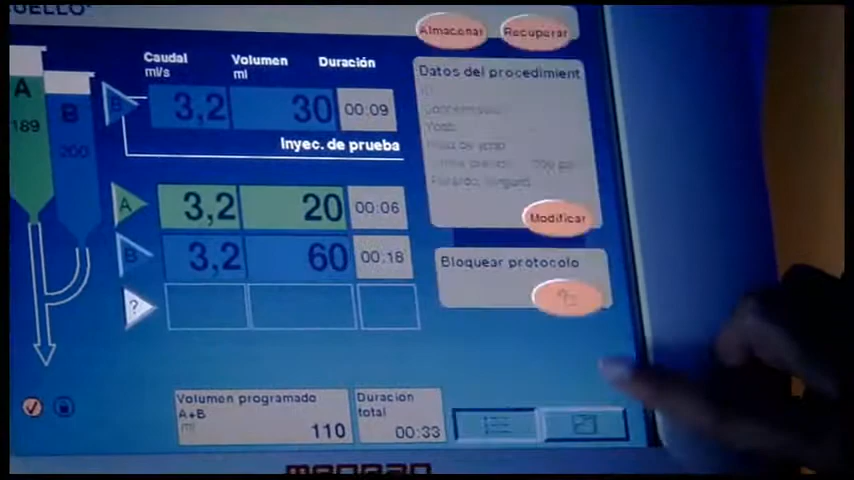 Almacenar Recuperar
Caudal Volumen Duración
ml/s ml
A B
189 200
B 3,2 30 00:09
Inyec. de prueba
A 3,2 20 00:06
B 3,2 60 00:18
?
Datos del procedimient
Modificar
Bloquear protocolo
Volumen programado
A+B
ml 110
Duración
total
00:33